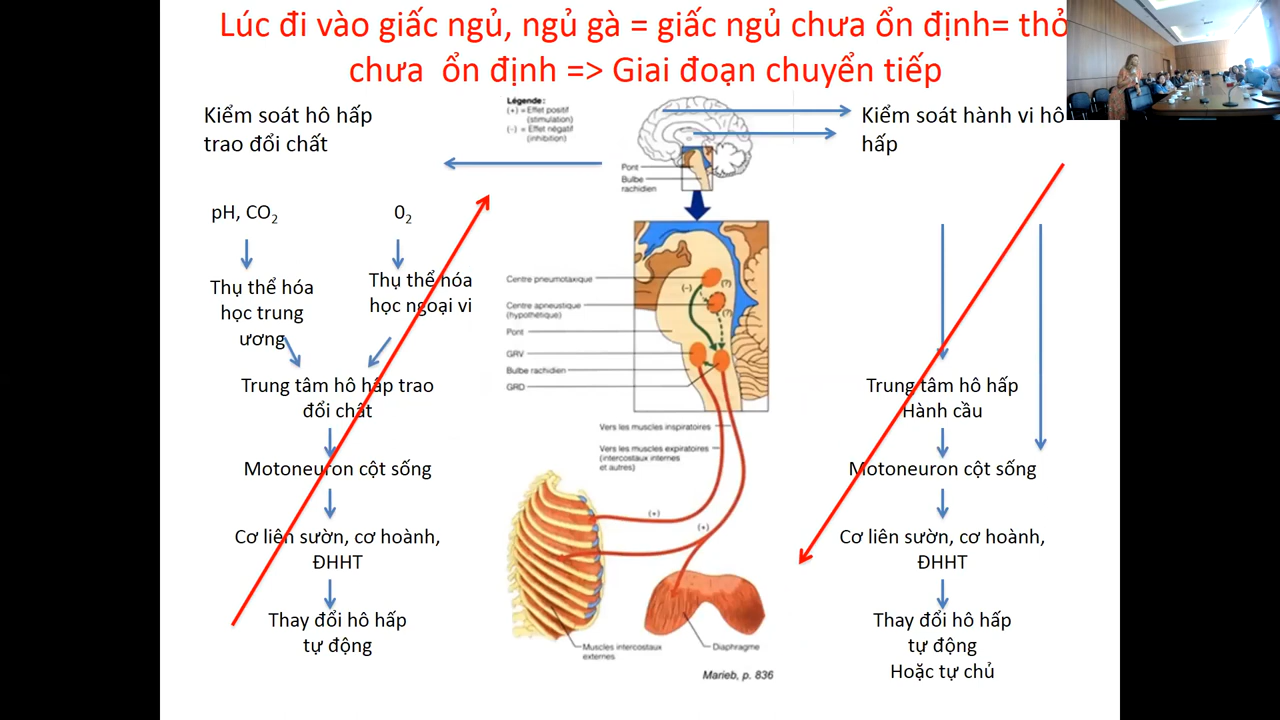 Lúc đi vào giấc ngủ, ngủ gà = giấc ngủ chưa ổn định= thở
chưa ổn định => Giai đoạn chuyển tiếp
Kiểm soát hô hấp
trao đổi chất
Légende:
(+) = Effet positif
(stimulation)
(-) = Effet négatif
(inhibition)
Kiểm soát hành vi hô
hấp
Pont
Bulbe
rachidien
pH, CO2
02
Thụ thể hóa
học trung
ương
Thụ thể hóa
học ngoại vi
Centre pneumotaxique
(-)
(?)
Centre apneustique
(hypothétique)
(?)
Pont
GRV
Bulbe rachidien
GRD
Trung tâm hô hấp trao
đổi chất
Trung tâm hô hấp
Hành cầu
Vers les muscles inspiratoires
Vers les muscles expiratoires
(intercostaux internes
et autres)
Motoneuron cột sống
Motoneuron cột sống
(+)
(+)
Cơ liên sườn, cơ hoành,
ĐHHT
Cơ liên sườn, cơ hoành,
ĐHHT
Thay đổi hô hấp
tự động
Thay đổi hô hấp
tự động
Hoặc tự chủ
Muscles intercostaux
externes
Diaphragme
Marieb, p. 836